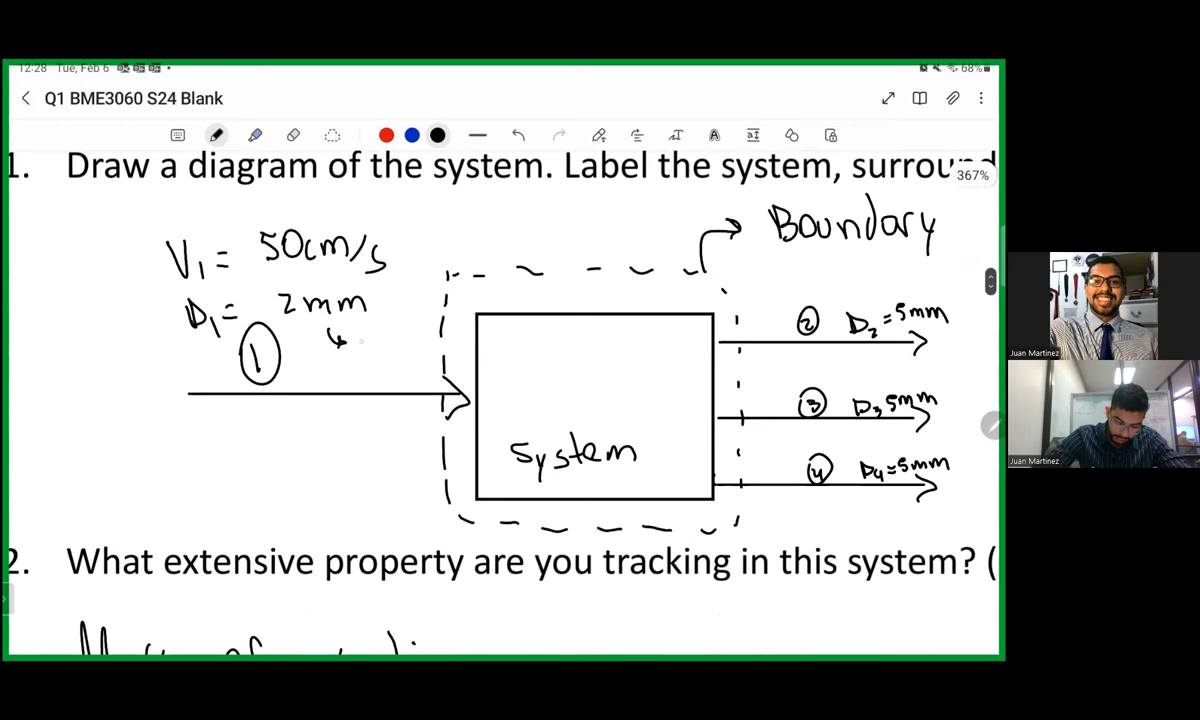 12:28 Tue, Feb 6 68%
Q1 BME3060 S24 Blank
1. Draw a diagram of the system. Label the system, surround
367%
Boundary
V1 = 50cm/s
D1 = 2mm
1
2 D2 = 5mm
3 D3 5mm
4 D4 = 5mm
System
2. What extensive property are you tracking in this system? (
Juan Martinez
Juan Martinez